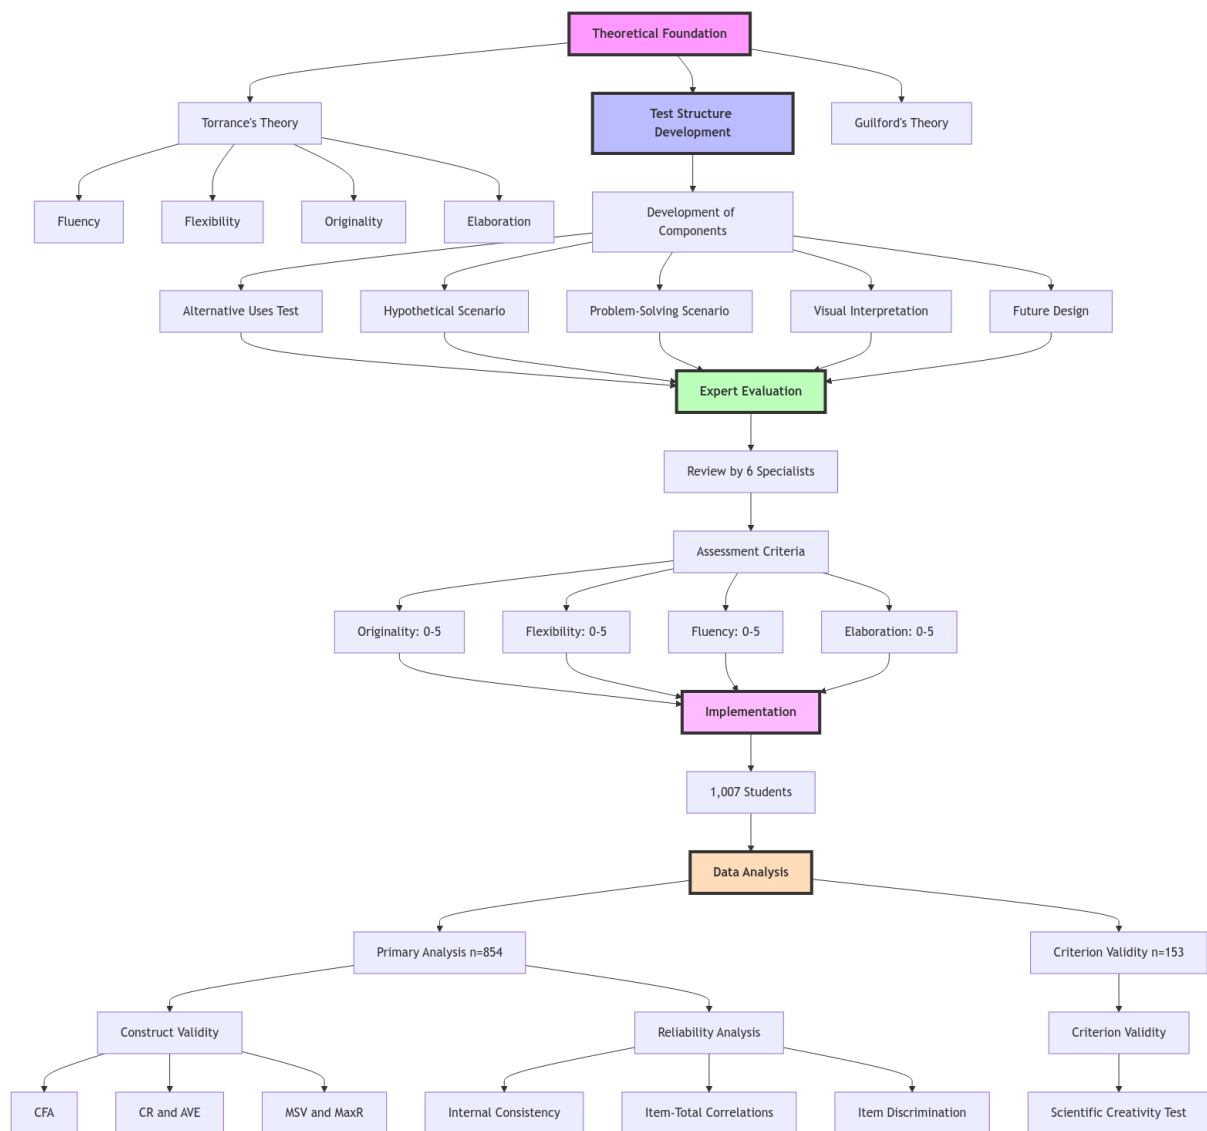 Theoretical Foundation
Torrance's Theory
Test Structure
Development
Guilford's Theory
Fluency
Flexibility
Originality
Elaboration
Development of
Components
Alternative Uses Test
Hypothetical Scenario
Problem-Solving Scenario
Visual Interpretation
Future Design
Expert Evaluation
Review by 6 Specialists
Assessment Criteria
Originality: 0-5
Flexibility: 0-5
Fluency: 0-5
Elaboration: 0-5
Implementation
1,007 Students
Data Analysis
Primary Analysis n=854
Criterion Validity n=153
Construct Validity
Reliability Analysis
Criterion Validity
CFA
CR and AVE
MSV and MaxR
Internal Consistency
Item-Total Correlations
Item Discrimination
Scientific Creativity Test